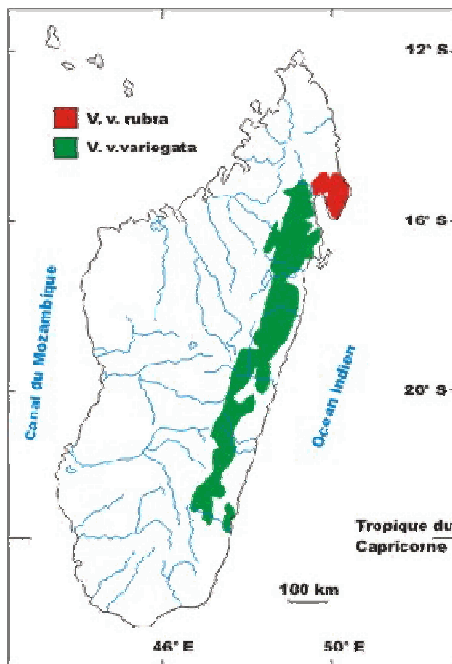 12° S
V. v. rubra
V. v.variegata
16° S
Canal du Mozambique
20° S
Ocean Indien
Tropique du
Capricorne
100 km
46° E
50° E